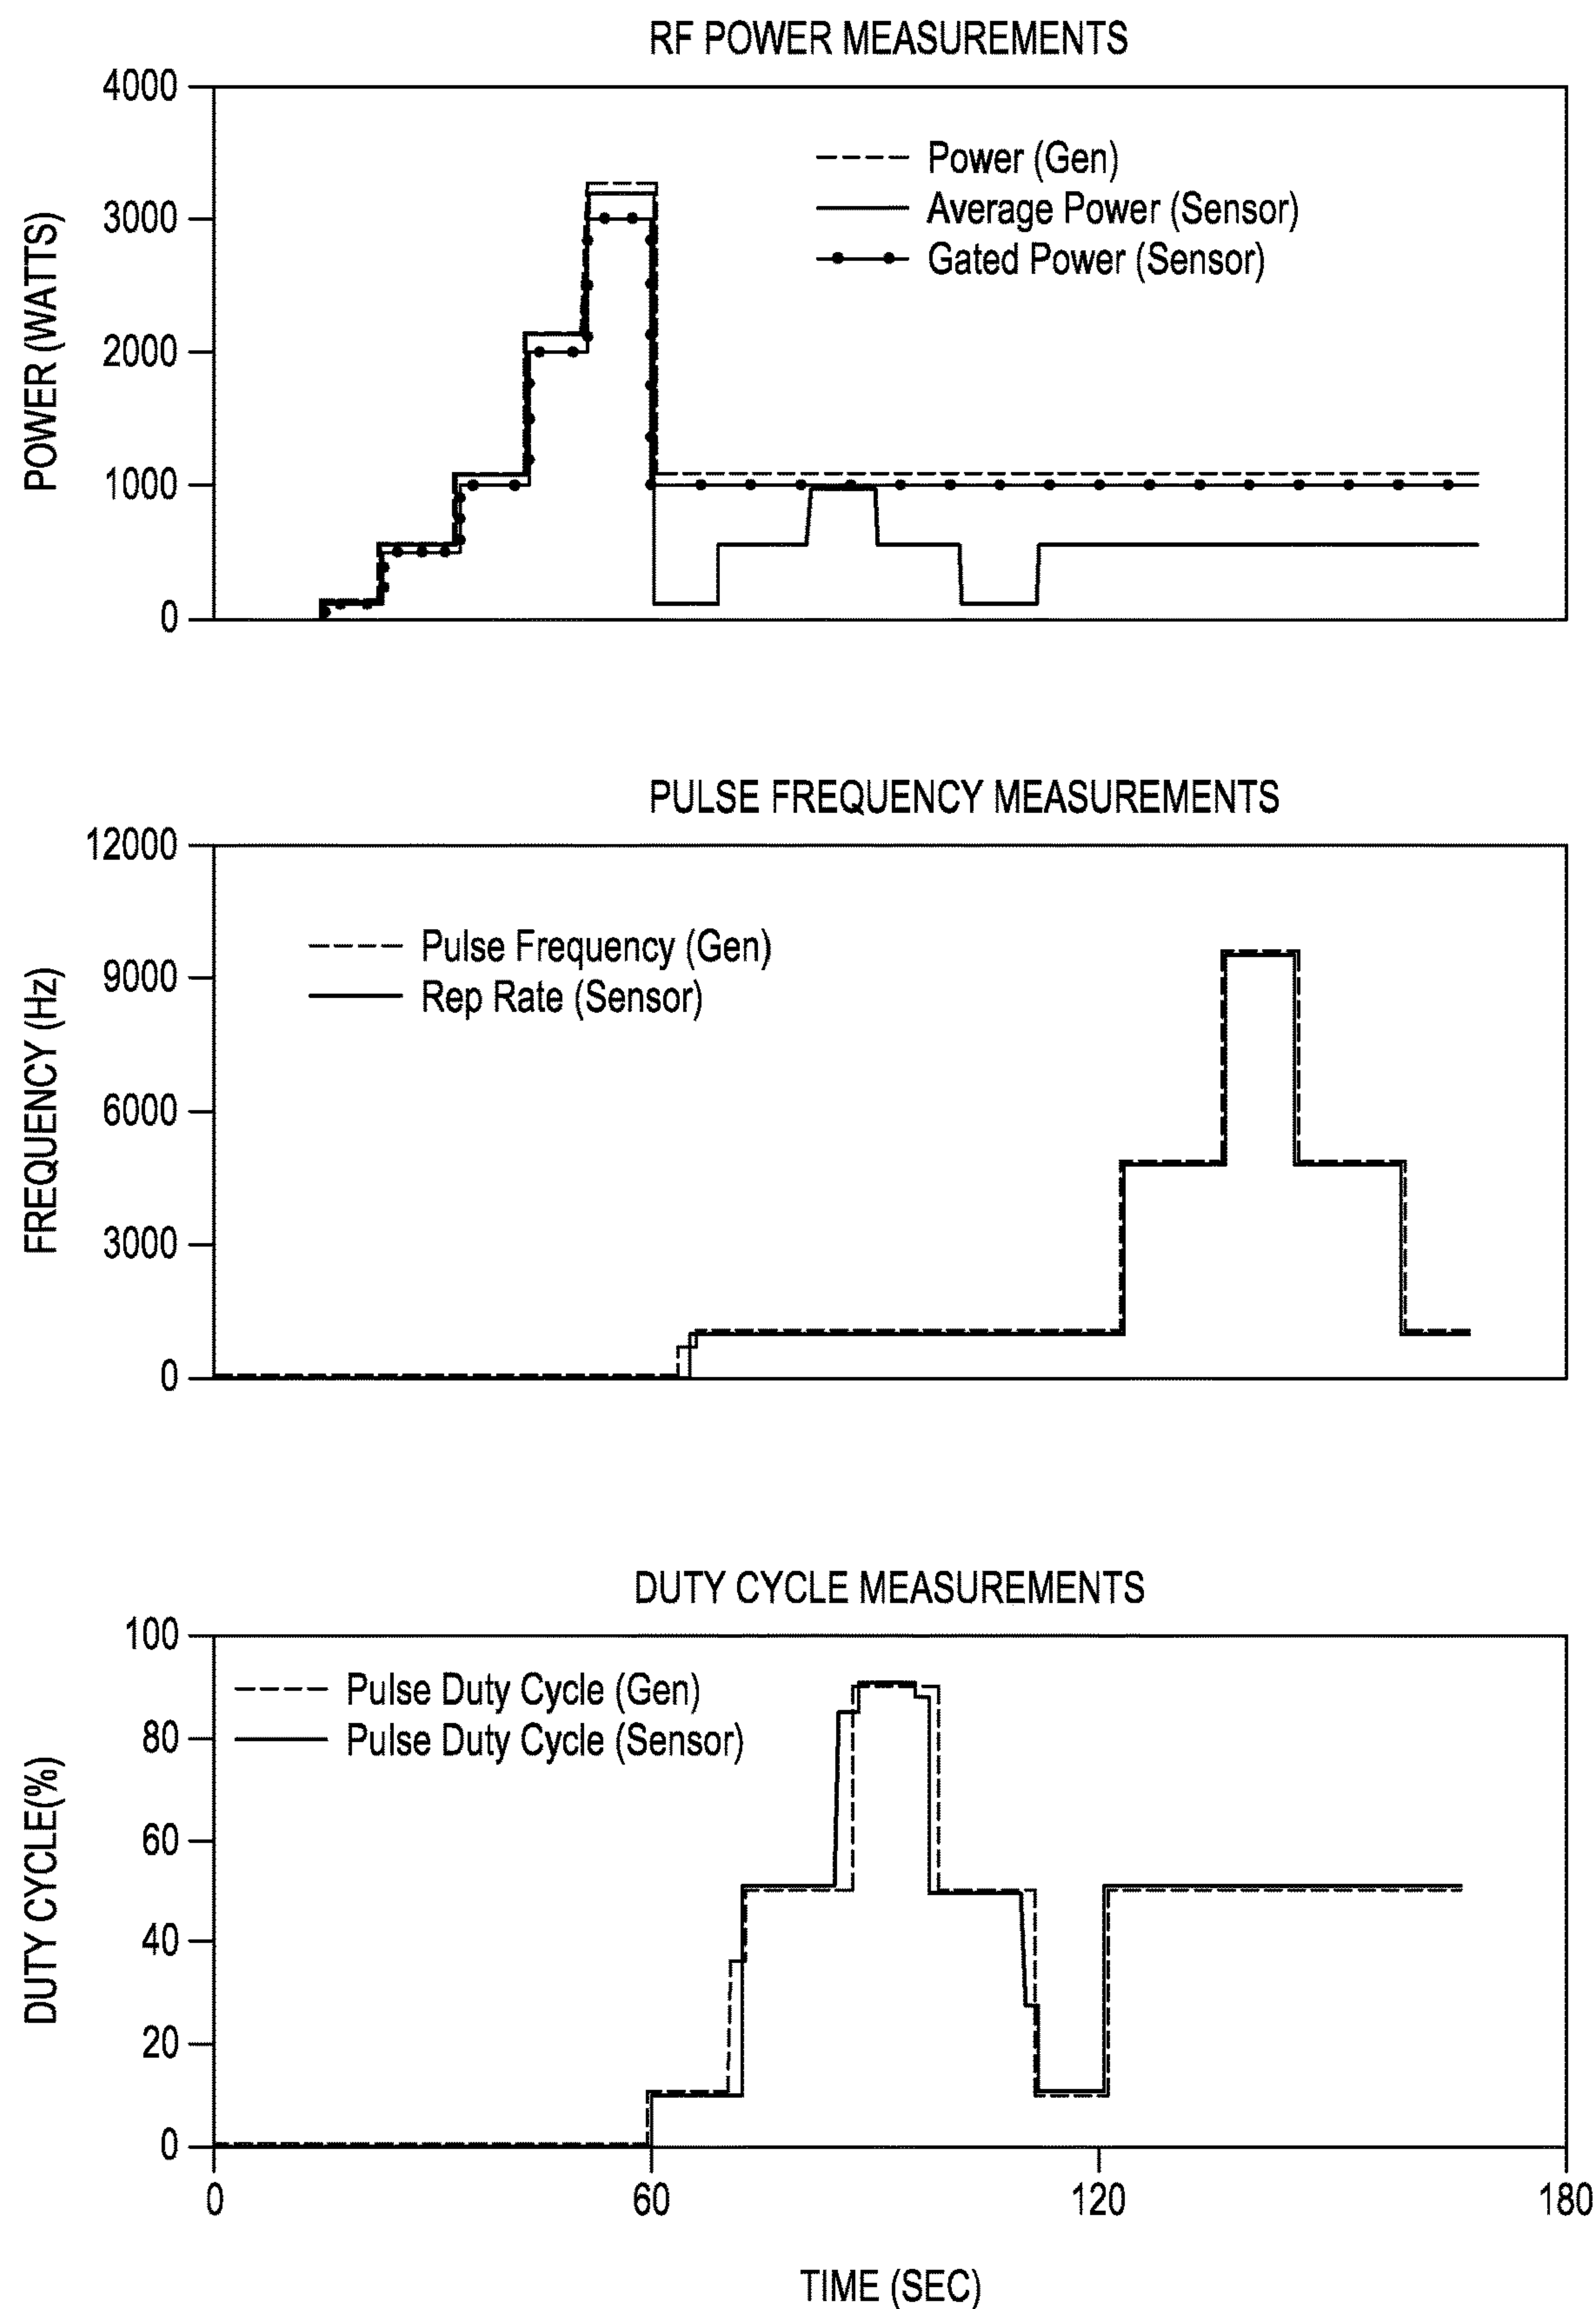 RF POWER MEASUREMENTS
4000
3000
2000
1000
0
POWER (WATTS)
Power (Gen)
Average Power (Sensor)
Gated Power (Sensor)
PULSE FREQUENCY MEASUREMENTS
12000
9000
6000
3000
0
FREQUENCY (Hz)
Pulse Frequency (Gen)
Rep Rate (Sensor)
DUTY CYCLE MEASUREMENTS
100
80
60
40
20
0
DUTY CYCLE(%)
Pulse Duty Cycle (Gen)
Pulse Duty Cycle (Sensor)
0 60 120 180
TIME (SEC)